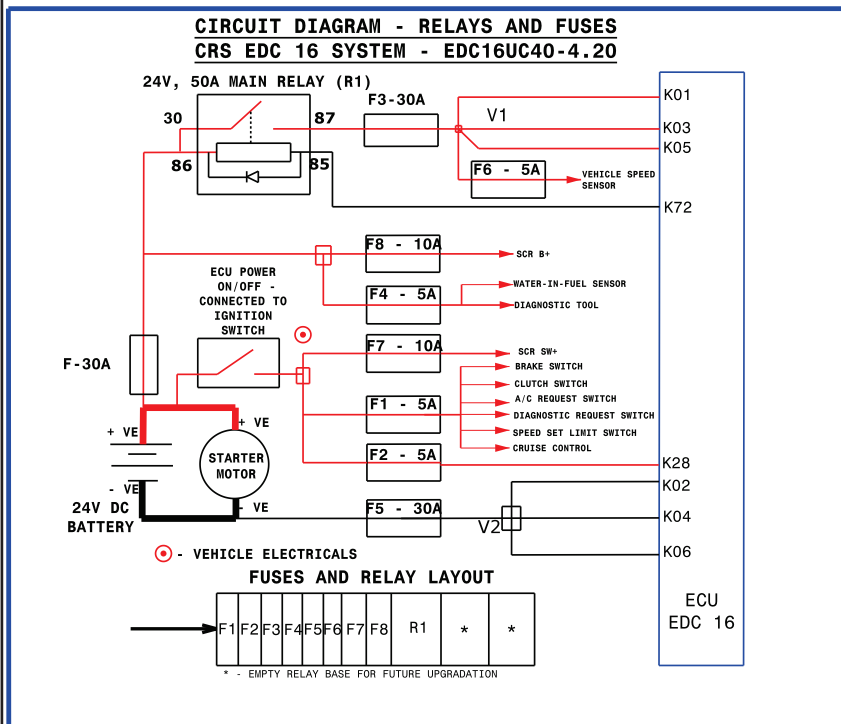 CIRCUIT DIAGRAM - RELAYS AND FUSES
CRS EDC 16 SYSTEM - EDC16UC40-4.20
24V, 50A MAIN RELAY (R1)
F3-30A
V1
K01
30
87
K03
K05
86
85
F6 - 5A
VEHICLE SPEED
SENSOR
K72
F8 - 10A
SCR B+
ECU POWER
ON/OFF -
CONNECTED TO
IGNITION
SWITCH
F4 - 5A
WATER-IN-FUEL SENSOR
DIAGNOSTIC TOOL
F-30A
F7 - 10A
SCR SW+
BRAKE SWITCH
CLUTCH SWITCH
A/C REQUEST SWITCH
F1 - 5A
DIAGNOSTIC REQUEST SWITCH
SPEED SET LIMIT SWITCH
CRUISE CONTROL
+ VE
+ VE
STARTER
MOTOR
F2 - 5A
K28
K02
- VE
- VE
24V DC
BATTERY
F5 - 30A
V2
K04
K06
- VEHICLE ELECTRICALS
FUSES AND RELAY LAYOUT
F1 F2 F3 F4 F5 F6 F7 F8 R1 * *
* - EMPTY RELAY BASE FOR FUTURE UPGRADATION
ECU
EDC 16